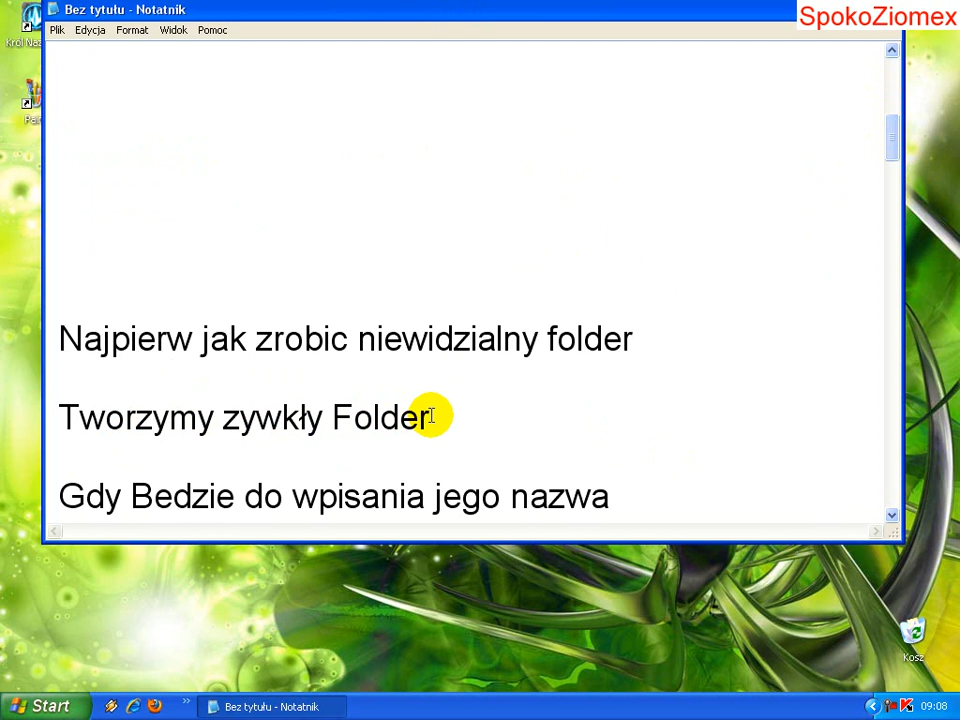 Bez tytułu - Notatnik
SpokoZiomex
Plik Edycja Format Widok Pomoc
Najpierw jak zrobic niewidzialny folder
Tworzymy zywkły Folder
Gdy Bedzie do wpisania jego nazwa
Kosz
Start
Bez tytułu - Notatnik
09:08